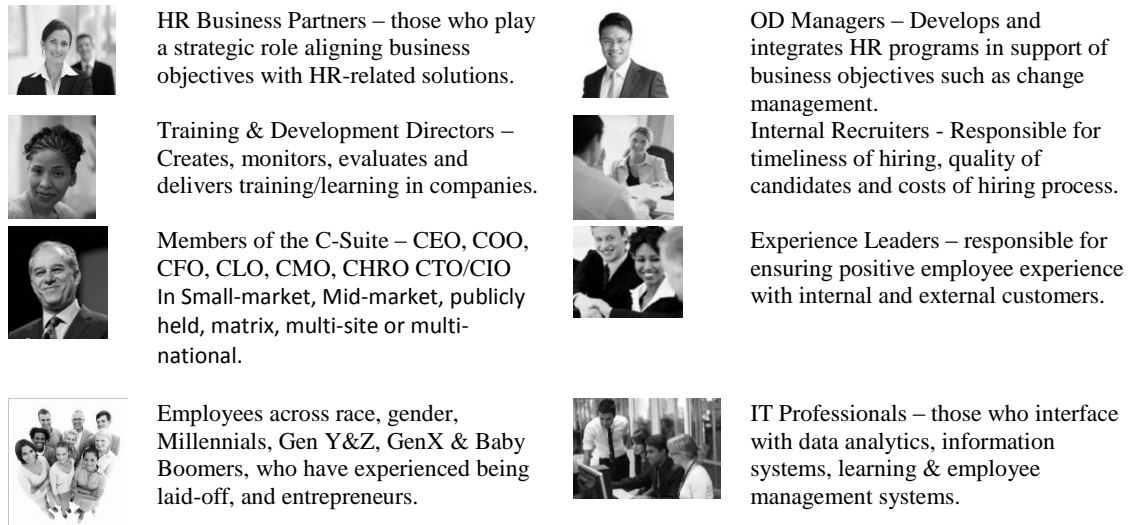 HR Business Partners – those who play
a strategic role aligning business
objectives with HR-related solutions.
OD Managers – Develops and
integrates HR programs in support of
business objectives such as change
management.
Training & Development Directors –
Creates, monitors, evaluates and
delivers training/learning in companies.
Internal Recruiters - Responsible for
timeliness of hiring, quality of
candidates and costs of hiring process.
Members of the C-Suite – CEO, COO,
CFO, CLO, CMO, CHRO CTO/CIO
In Small-market, Mid-market, publicly
held, matrix, multi-site or multi-
national.
Experience Leaders – responsible for
ensuring positive employee experience
with internal and external customers.
Employees across race, gender,
Millennials, Gen Y&Z, GenX & Baby
Boomers, who have experienced being
laid-off, and entrepreneurs.
IT Professionals – those who interface
with data analytics, information
systems, learning & employee
management systems.